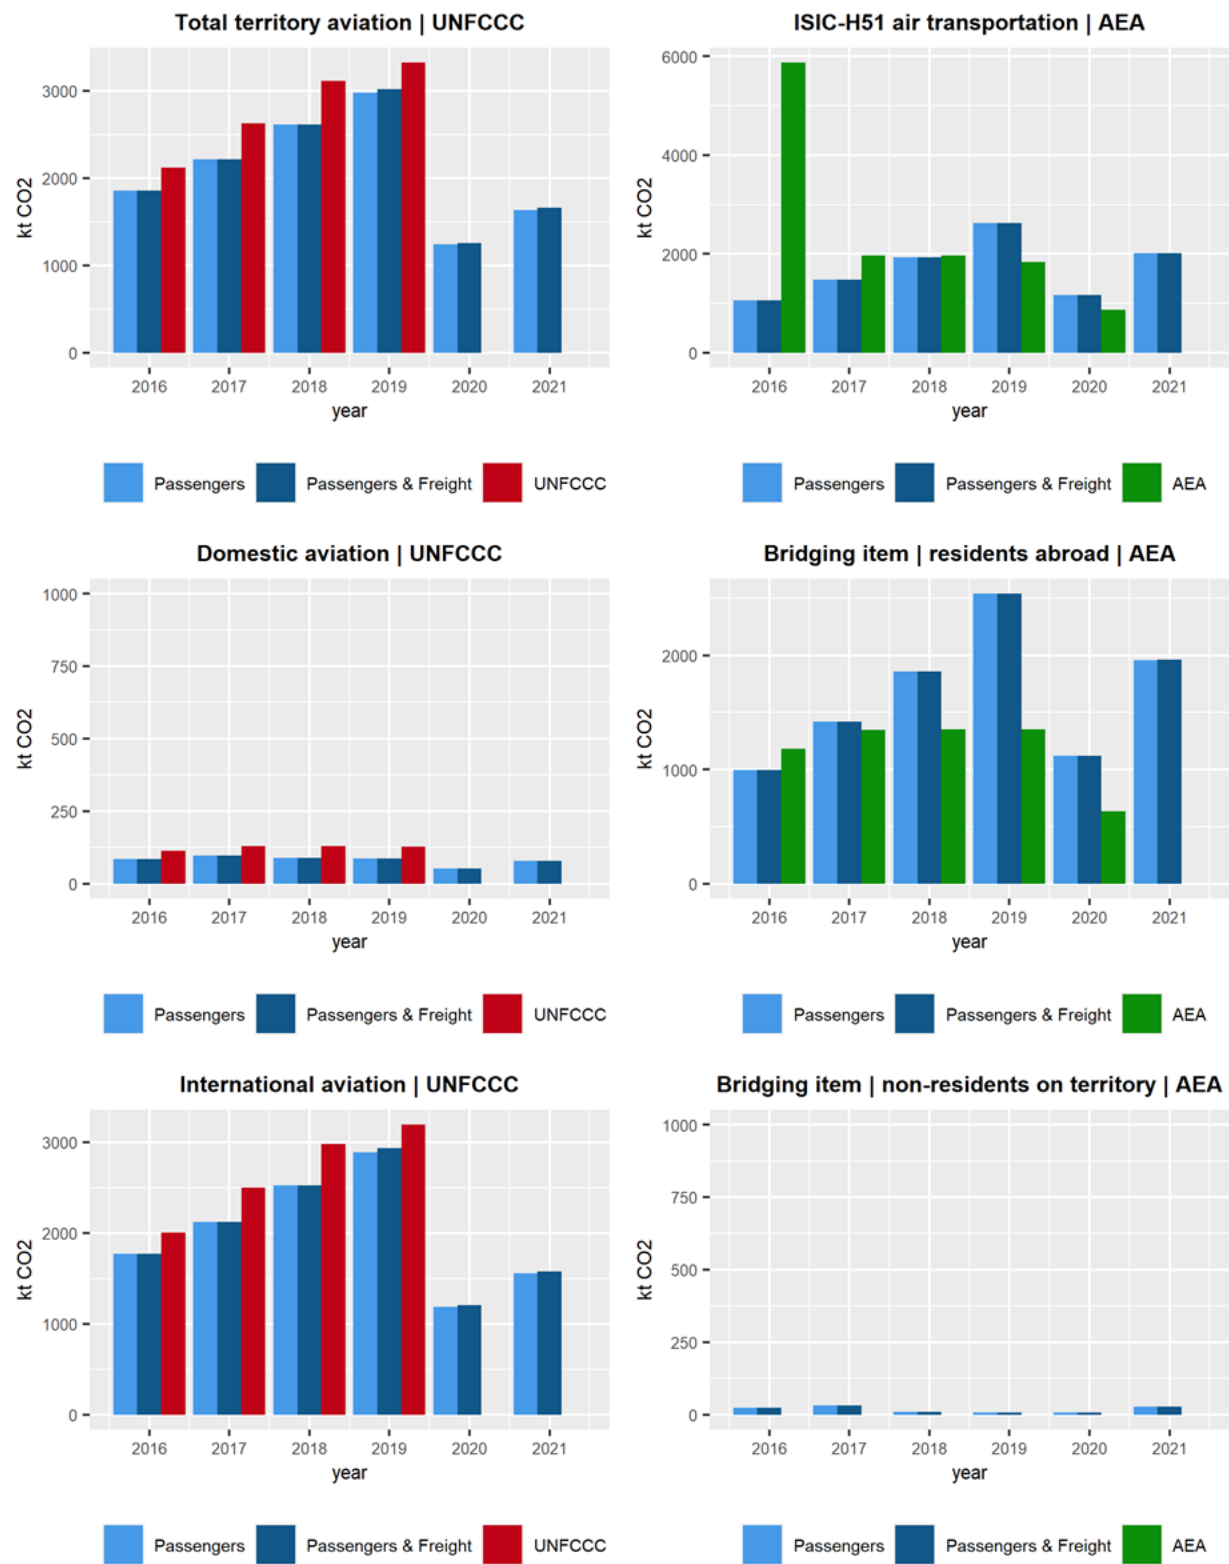 Total territory aviation | UNFCCC
kt CO2
3000
2000
1000
0
2016 2017 2018 2019 2020 2021
year
Passengers Passengers & Freight UNFCCC
ISIC-H51 air transportation | AEA
kt CO2
6000
4000
2000
0
2016 2017 2018 2019 2020 2021
year
Passengers Passengers & Freight AEA
Domestic aviation | UNFCCC
kt CO2
1000
750
500
250
0
2016 2017 2018 2019 2020 2021
year
Passengers Passengers & Freight UNFCCC
Bridging item | residents abroad | AEA
kt CO2
2000
1000
0
2016 2017 2018 2019 2020 2021
year
Passengers Passengers & Freight AEA
International aviation | UNFCCC
kt CO2
3000
2000
1000
0
2016 2017 2018 2019 2020 2021
year
Passengers Passengers & Freight UNFCCC
Bridging item | non-residents on territory | AEA
kt CO2
1000
750
500
250
0
2016 2017 2018 2019 2020 2021
year
Passengers Passengers & Freight AEA